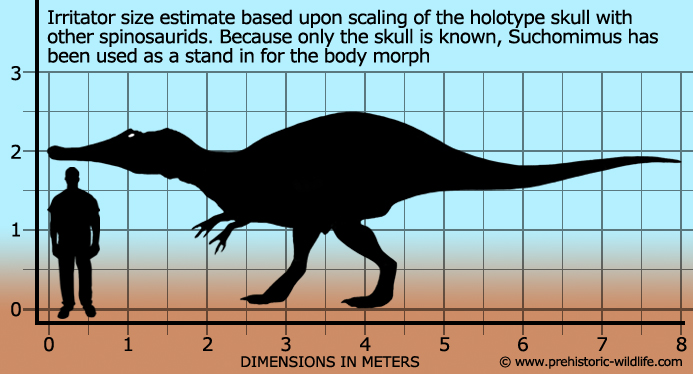 Irritator size estimate based upon scaling of the holotype skull with
other spinosaurids. Because only the skull is known, Suchomimus has
been used as a stand in for the body morph
3
2
1
0
0 1 2 3 4 5 6 7 8
DIMENSIONS IN METERS © www.prehistoric-wildlife.com